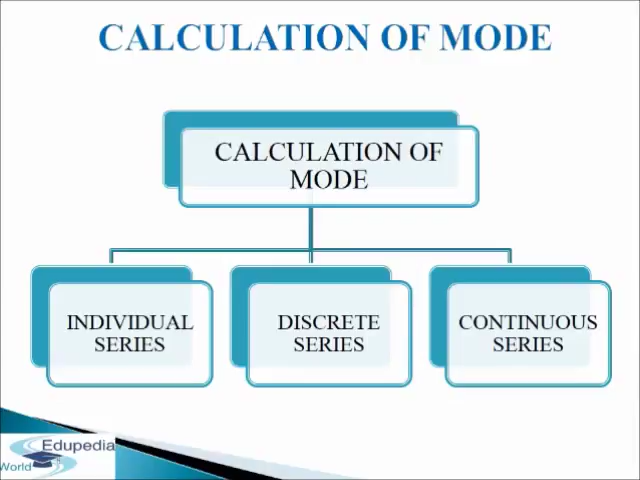 CALCULATION OF MODE
CALCULATION OF
MODE
INDIVIDUAL
SERIES
DISCRETE
SERIES
CONTINUOUS
SERIES
Edupedia
World